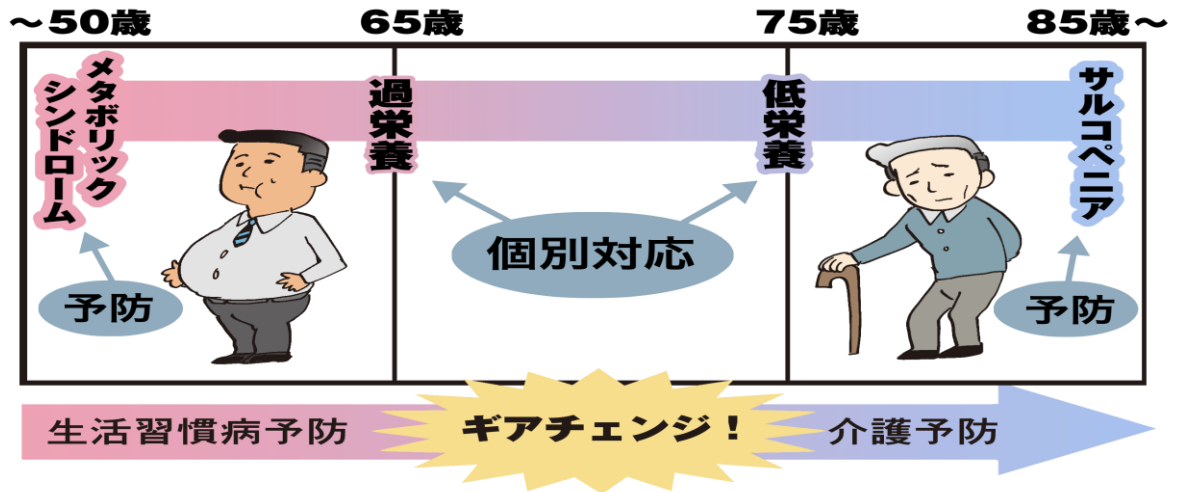 ～50歳
65歳
75歳
85歳～
メタボリック
シンドローム
過栄養
低栄養
サルコペニア
個別対応
予防
予防
生活習慣病予防
ギアチェンジ！
介護予防